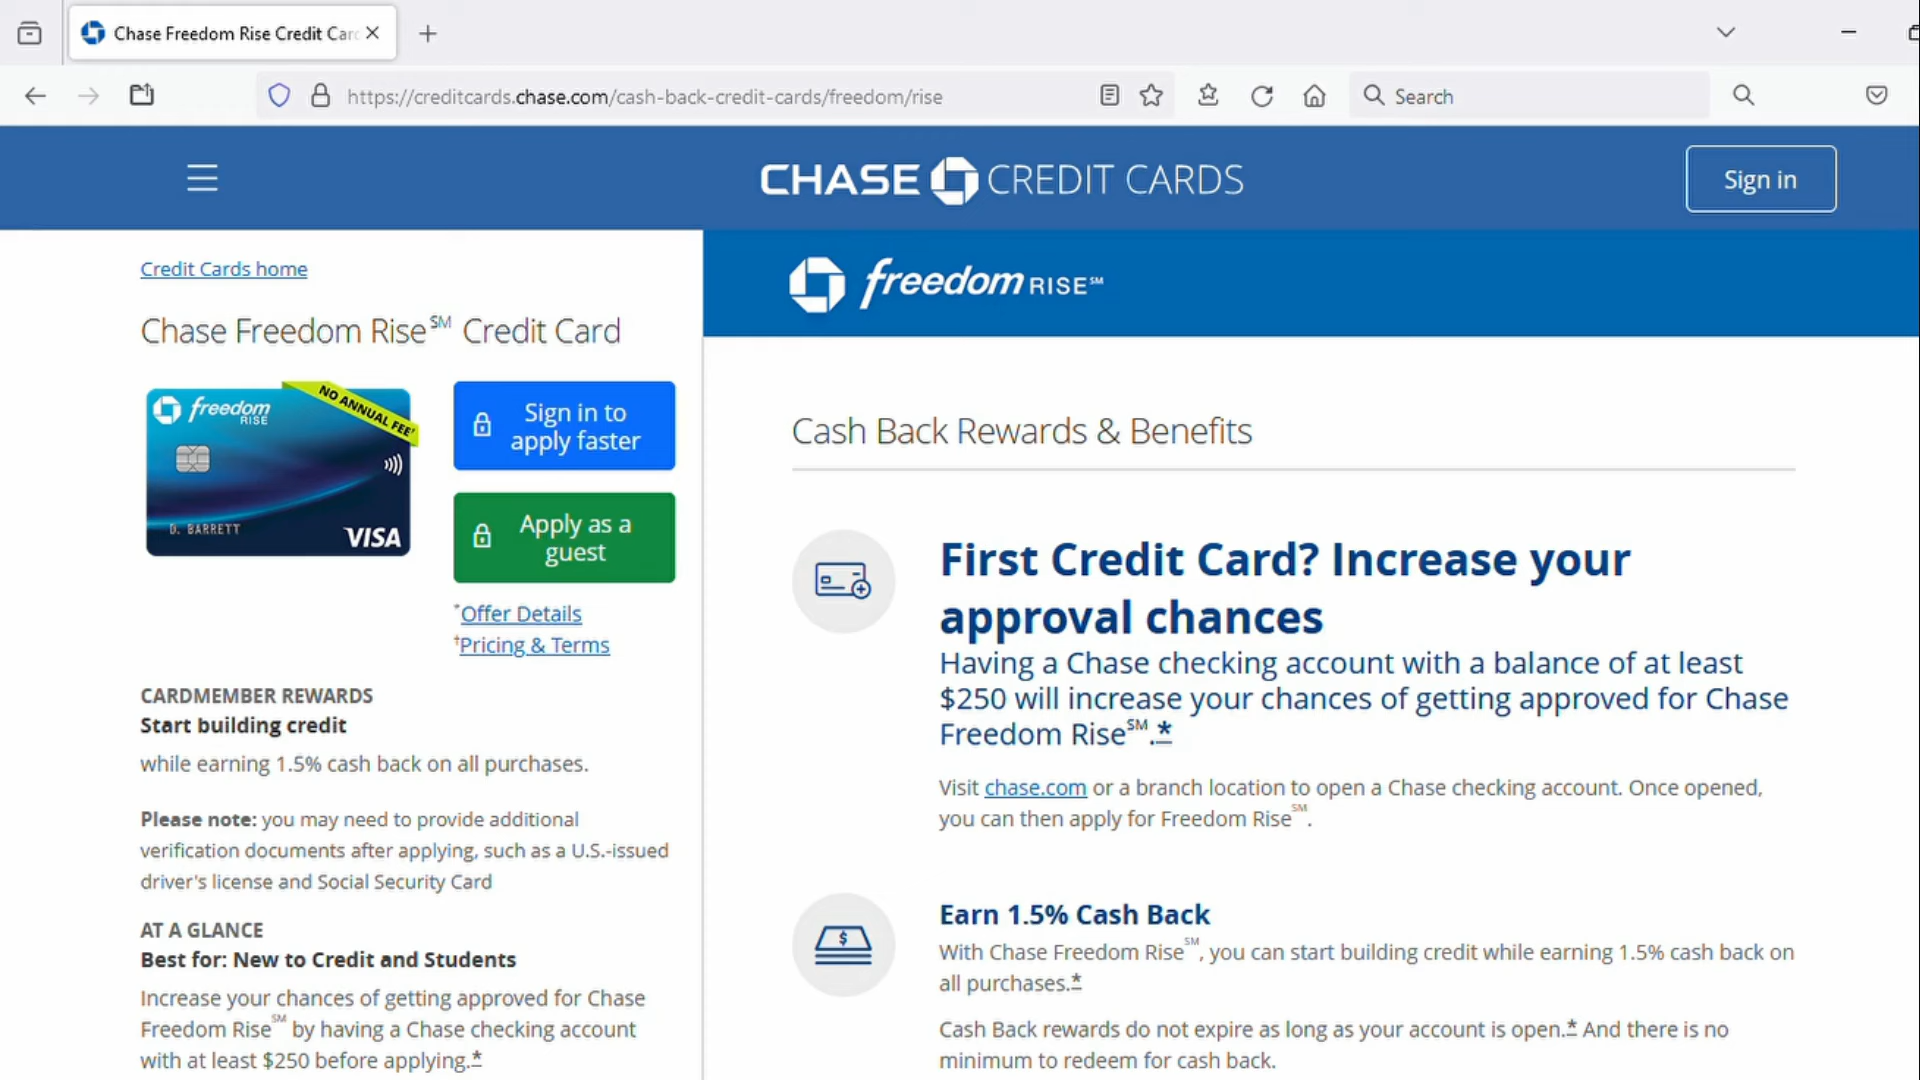 Chase Freedom Rise Credit Car
https://creditcards.chase.com/cash-back-credit-cards/freedom/rise
Search
CHASE CREDIT CARDS
Sign in
Credit Cards home
Chase Freedom Rise℠ Credit Card
freedom RISE
NO ANNUAL FEE†
D. BARRETT
VISA
Sign in to
apply faster
Apply as a
guest
*Offer Details
†Pricing & Terms
CARDMEMBER REWARDS
Start building credit
while earning 1.5% cash back on all purchases.
Please note: you may need to provide additional
verification documents after applying, such as a U.S.-issued
driver's license and Social Security Card
AT A GLANCE
Best for: New to Credit and Students
Increase your chances of getting approved for Chase
Freedom Rise℠ by having a Chase checking account
with at least $250 before applying.*
freedom RISE℠
Cash Back Rewards & Benefits
First Credit Card? Increase your
approval chances
Having a Chase checking account with a balance of at least
$250 will increase your chances of getting approved for Chase
Freedom Rise℠.*
Visit chase.com or a branch location to open a Chase checking account. Once opened,
you can then apply for Freedom Rise℠.
Earn 1.5% Cash Back
With Chase Freedom Rise℠, you can start building credit while earning 1.5% cash back on
all purchases.*
Cash Back rewards do not expire as long as your account is open.* And there is no
minimum to redeem for cash back.